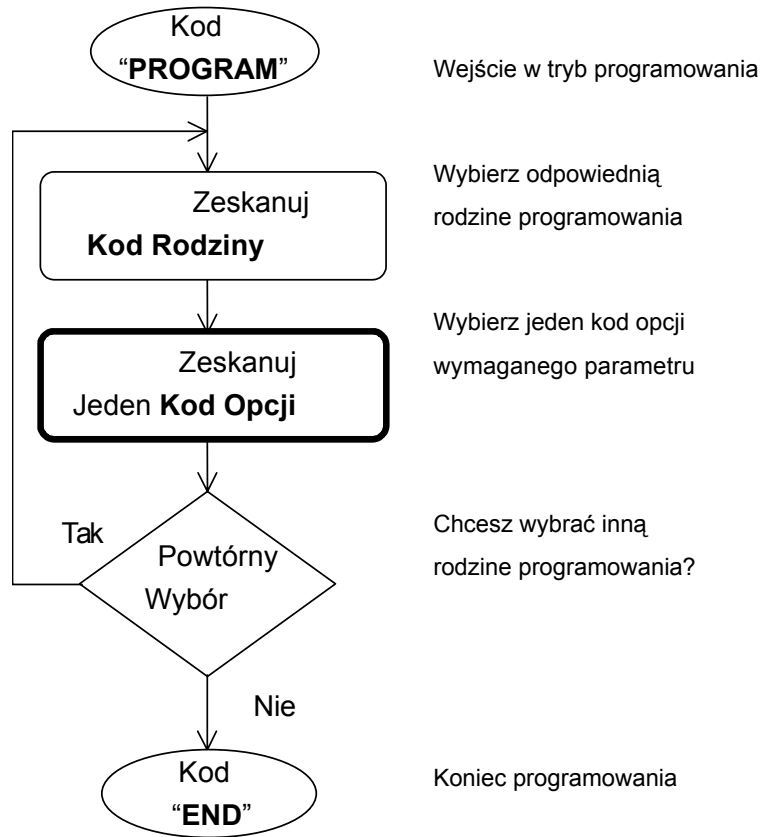 Kod
“PROGRAM”
Wejście w tryb programowania
Zeskanuj
Kod Rodziny
Wybierz odpowiednią
rodzine programowania
Zeskanuj
Jeden Kod Opcji
Wybierz jeden kod opcji
wymaganego parametru
Tak
Powtórny
Wybór
Chcesz wybrać inną
rodzine programowania?
Nie
Kod
“END”
Koniec programowania